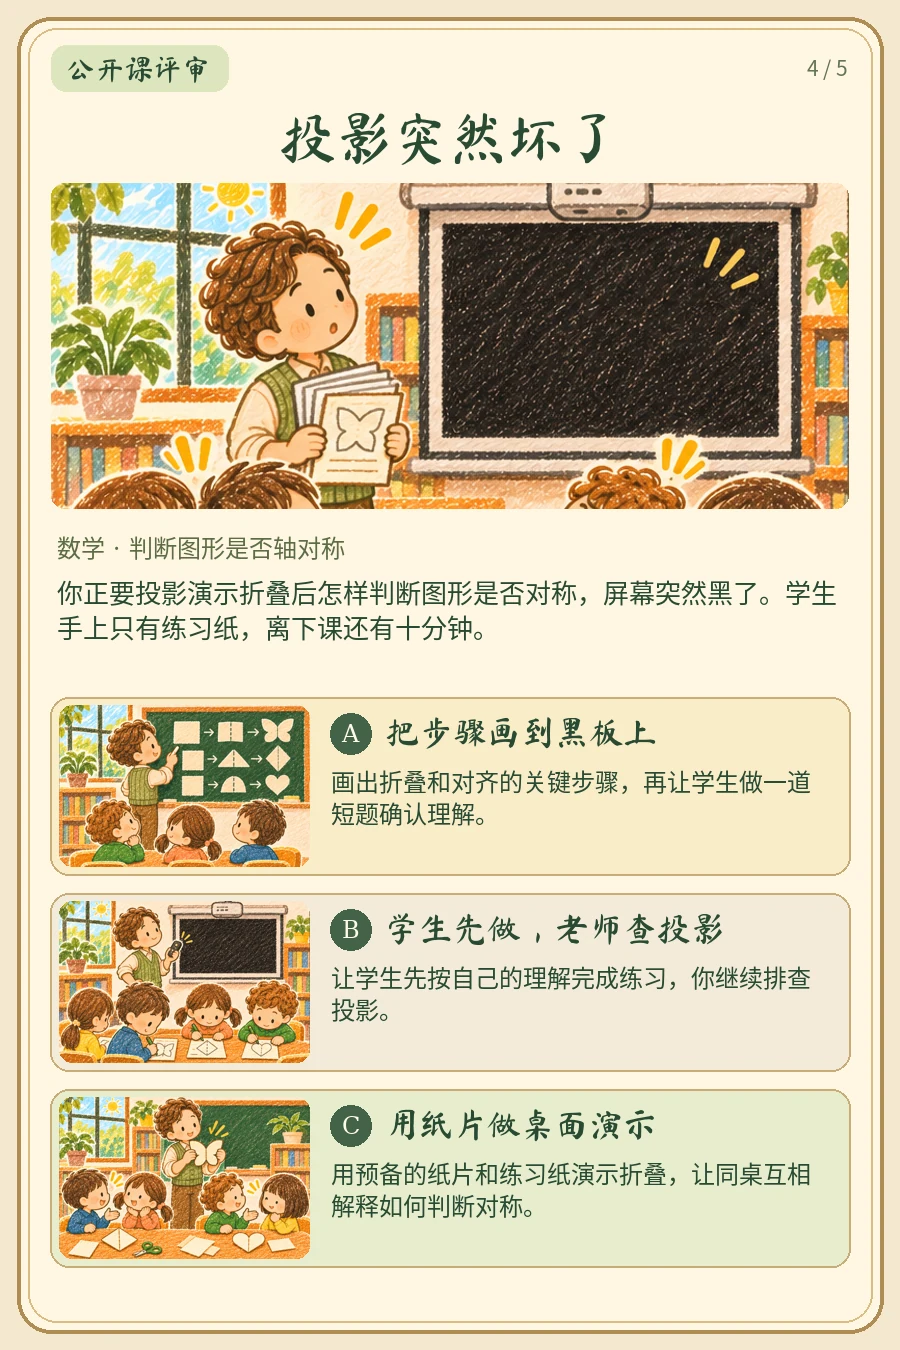 公开课评审
4 / 5
投影突然坏了
数学 · 判断图形是否轴对称
你正要投影演示折叠后怎样判断图形是否对称，屏幕突然黑了。学生
手上只有练习纸，离下课还有十分钟。
A 把步骤画到黑板上
画出折叠和对齐的关键步骤，再让学生做一道
短题确认理解。
B 学生先做，老师查投影
让学生先按自己的理解完成练习，你继续排查
投影。
C 用纸片做桌面演示
用预备的纸片和练习纸演示折叠，让同桌互相
解释如何判断对称。